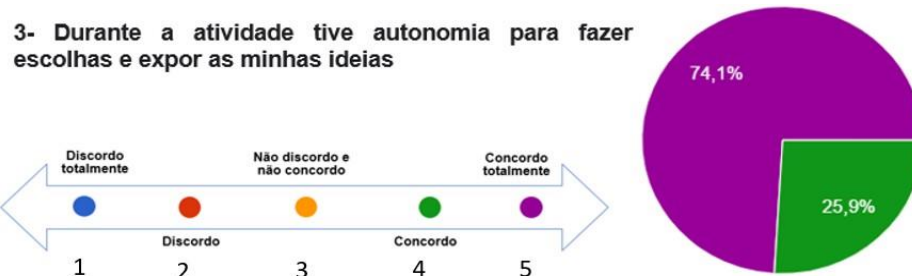 3- Durante a atividade tive autonomia para fazer
escolhas e expor as minhas ideias
74,1%
25,9%
Discordo
totalmente
Não discordo e
não concordo
Concordo
totalmente
Discordo
Concordo
1 2 3 4 5